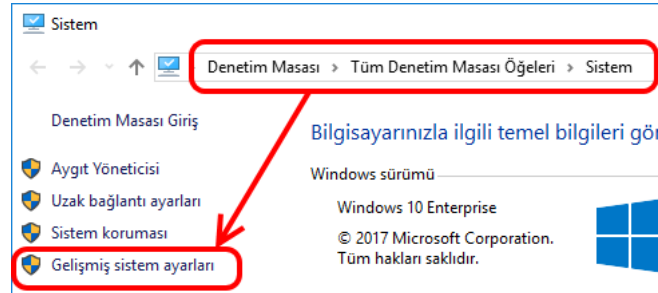 Sistem
Denetim Masası > Tüm Denetim Masası Öğeleri > Sistem
Denetim Masası Giriş
Bilgisayarınızla ilgili temel bilgileri gör
Aygıt Yöneticisi
Windows sürümü
Uzak bağlantı ayarları
Windows 10 Enterprise
Sistem koruması
© 2017 Microsoft Corporation.
Tüm hakları saklıdır.
Gelişmiş sistem ayarları